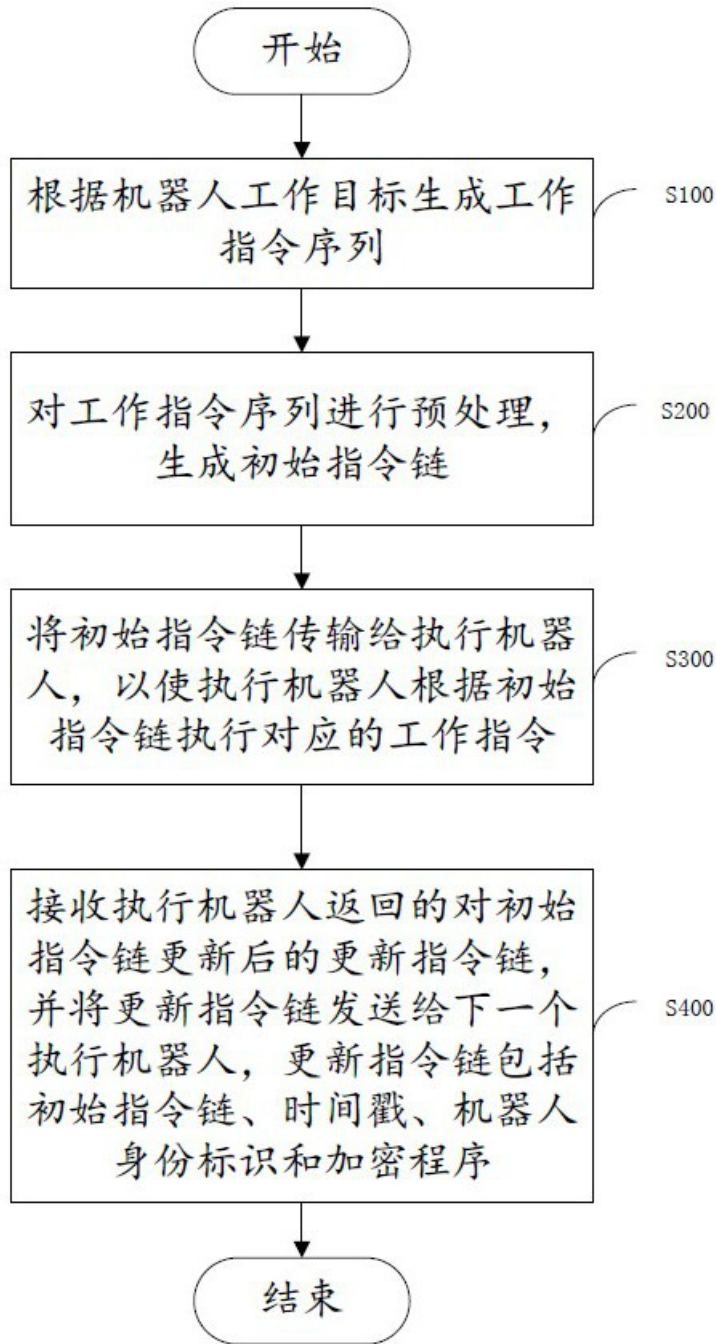 开始
根据机器人工作目标生成工作
指令序列
S100
对工作指令序列进行预处理，
生成初始指令链
S200
将初始指令链传输给执行机器
人，以使执行机器人根据初始
指令链执行对应的工作指令
S300
接收执行机器人返回的对初始
指令链更新后的更新指令链，
并将更新指令链发送给下一个
执行机器人，更新指令链包括
初始指令链、时间戳、机器人
身份标识和加密程序
S400
结束